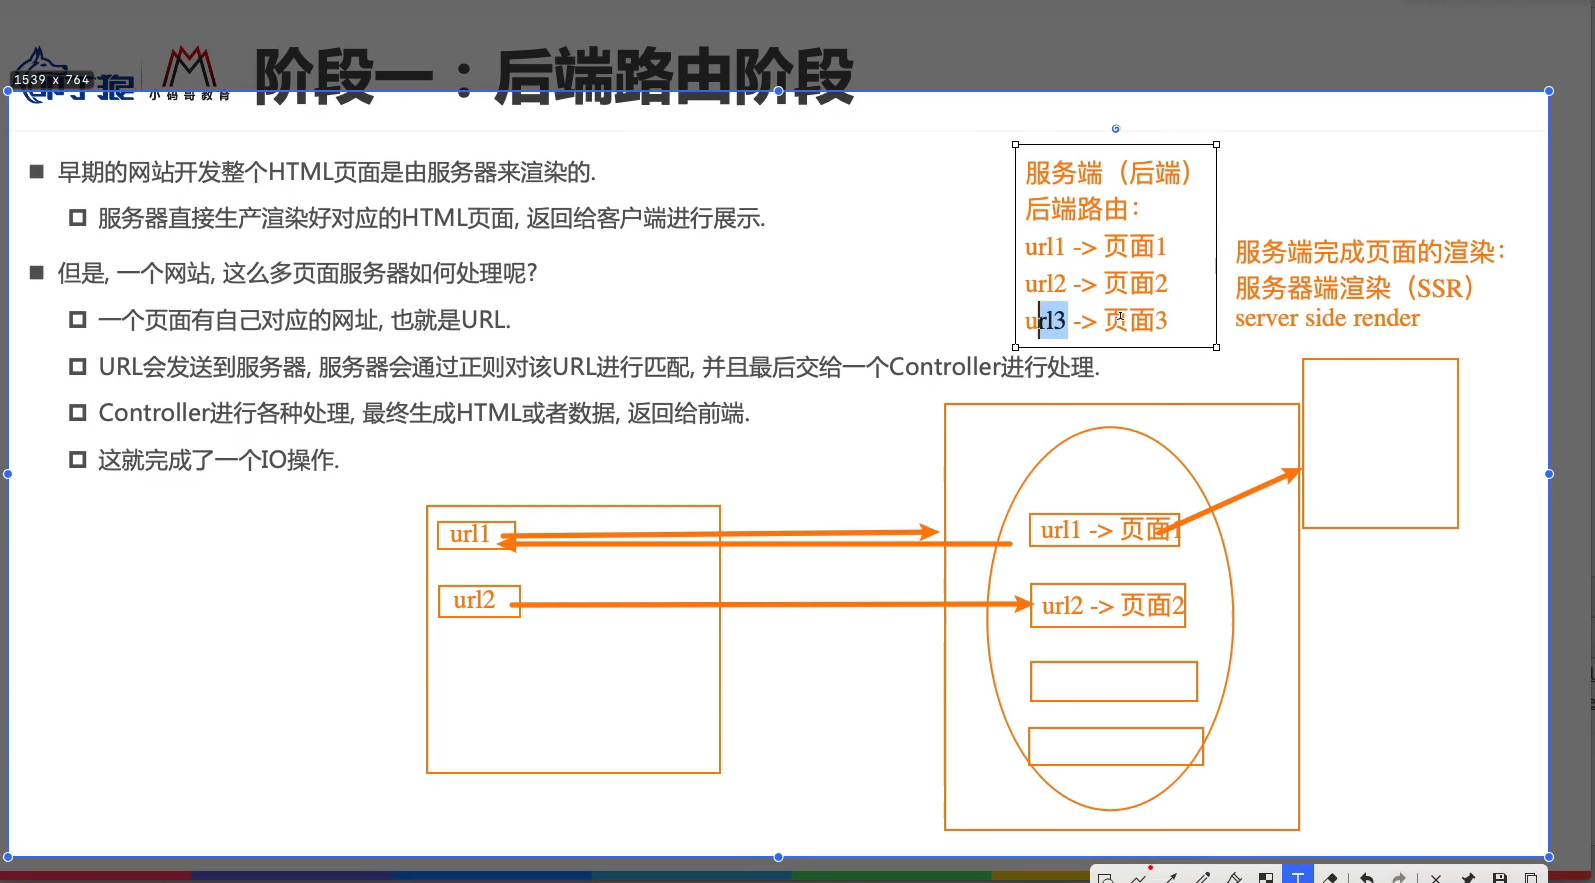 1539 x 764
小码哥教育
阶段一：后端路由阶段
早期的网站开发整个HTML页面是由服务器来渲染的.
服务器直接生产渲染好对应的HTML页面, 返回给客户端进行展示.
但是, 一个网站, 这么多页面服务器如何处理呢?
一个页面有自己对应的网址, 也就是URL.
URL会发送到服务器, 服务器会通过正则对该URL进行匹配, 并且最后交给一个Controller进行处理.
Controller进行各种处理, 最终生成HTML或者数据, 返回给前端.
这就完成了一个IO操作.
服务端（后端）
后端路由：
url1 -> 页面1
url2 -> 页面2
url3 -> 页面3
服务端完成页面的渲染：
服务器端渲染（SSR）
server side render
url1
url2
url1 -> 页面1
url2 -> 页面2